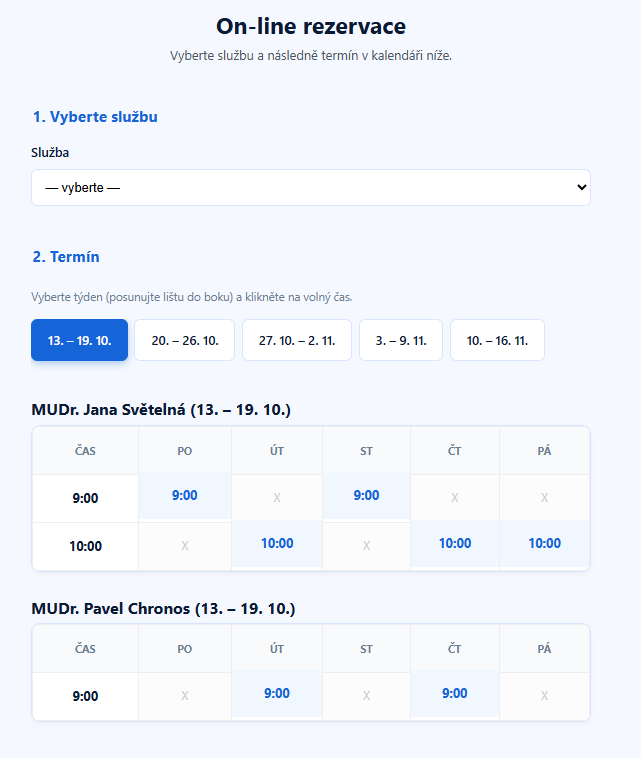 On-line rezervace
Vyberte službu a následně termín v kalendáři níže.
1. Vyberte službu
Služba
— vyberte —
2. Termín
Vyberte týden (posunujte lištu do boku) a klikněte na volný čas.
13. – 19. 10. 20. – 26. 10. 27. 10. – 2. 11. 3. – 9. 11. 10. – 16. 11.
MUDr. Jana Světelná (13. – 19. 10.)
ČAS PO ÚT ST ČT PÁ
9:00 9:00 X 9:00 X X
10:00 X 10:00 X 10:00 10:00
MUDr. Pavel Chronos (13. – 19. 10.)
ČAS PO ÚT ST ČT PÁ
9:00 X 9:00 X 9:00 X